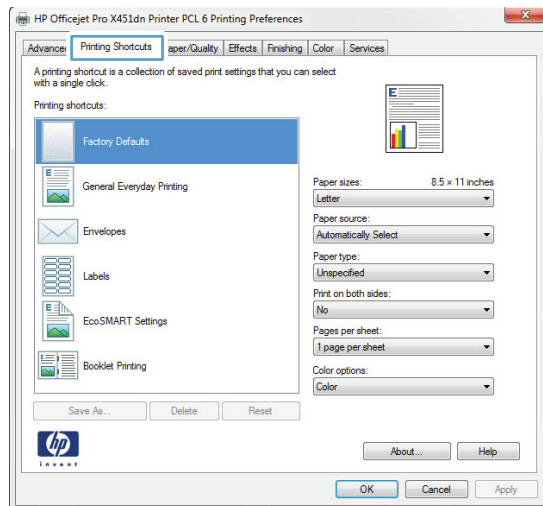 HP Officejet Pro X451dn Printer PCL 6 Printing Preferences
Advanced Printing Shortcuts aper/Quality Effects Finishing Color Services
A printing shortcut is a collection of saved print settings that you can select
with a single click.
Printing shortcuts:
Factory Defaults
General Everyday Printing
Envelopes
Labels
EcoSMART Settings
Booklet Printing
Save As... Delete Reset
E
Paper sizes: 8.5 × 11 inches
Letter
Paper source:
Automatically Select
Paper type:
Unspecified
Print on both sides:
No
Pages per sheet:
1 page per sheet
Color options:
Color
hp
invent
About... Help
OK Cancel Apply